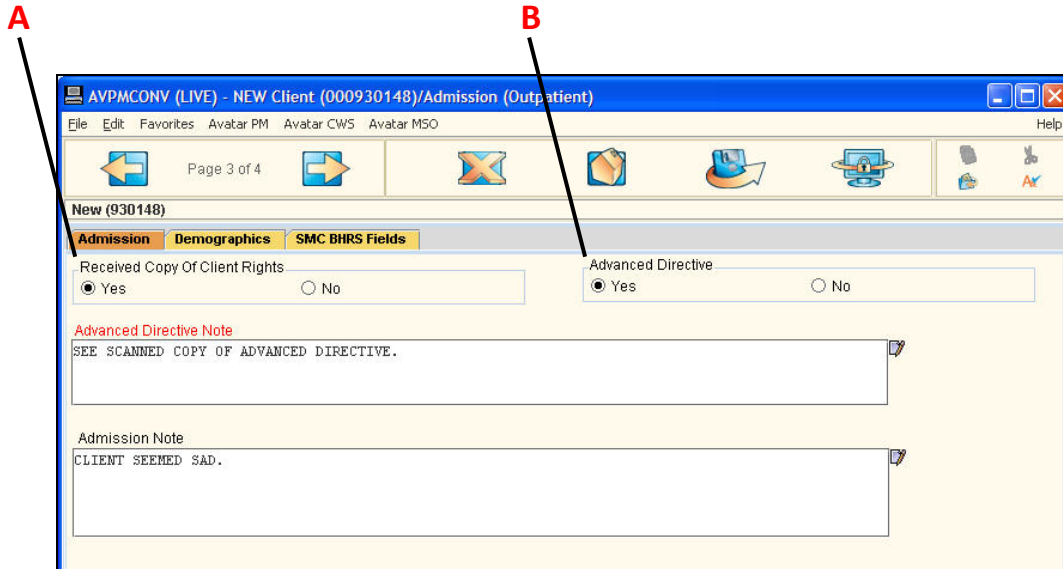 A B
AVPMCONV (LIVE) - NEW Client (000930148)/Admission (Outpatient)
File Edit Favorites Avatar PM Avatar CWS Avatar MSO Help
Page 3 of 4
New (930148)
Admission Demographics SMC BHRS Fields
Received Copy Of Client Rights Advanced Directive
Yes No Yes No
Advanced Directive Note
SEE SCANNED COPY OF ADVANCED DIRECTIVE.
Admission Note
CLIENT SEEMED SAD.